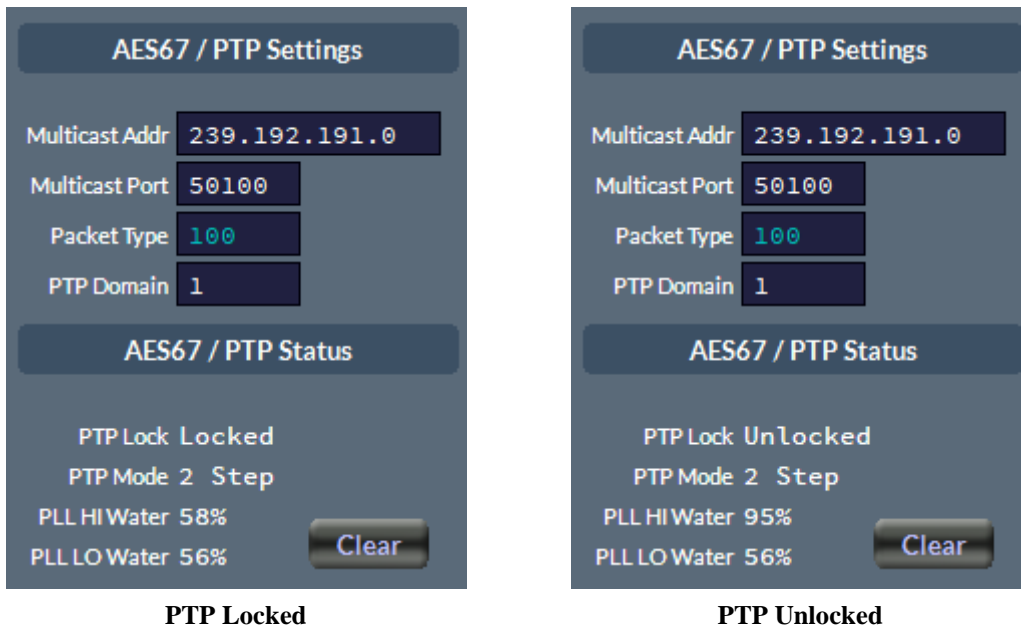 AES67 / PTP Settings
Multicast Addr 239.192.191.0
Multicast Port 50100
Packet Type 100
PTP Domain 1
AES67 / PTP Status
PTP Lock Locked
PTP Mode 2 Step
PLL HI Water 58%
PLL LO Water 56%
Clear
PTP Locked
AES67 / PTP Settings
Multicast Addr 239.192.191.0
Multicast Port 50100
Packet Type 100
PTP Domain 1
AES67 / PTP Status
PTP Lock Unlocked
PTP Mode 2 Step
PLL HI Water 95%
PLL LO Water 56%
Clear
PTP Unlocked